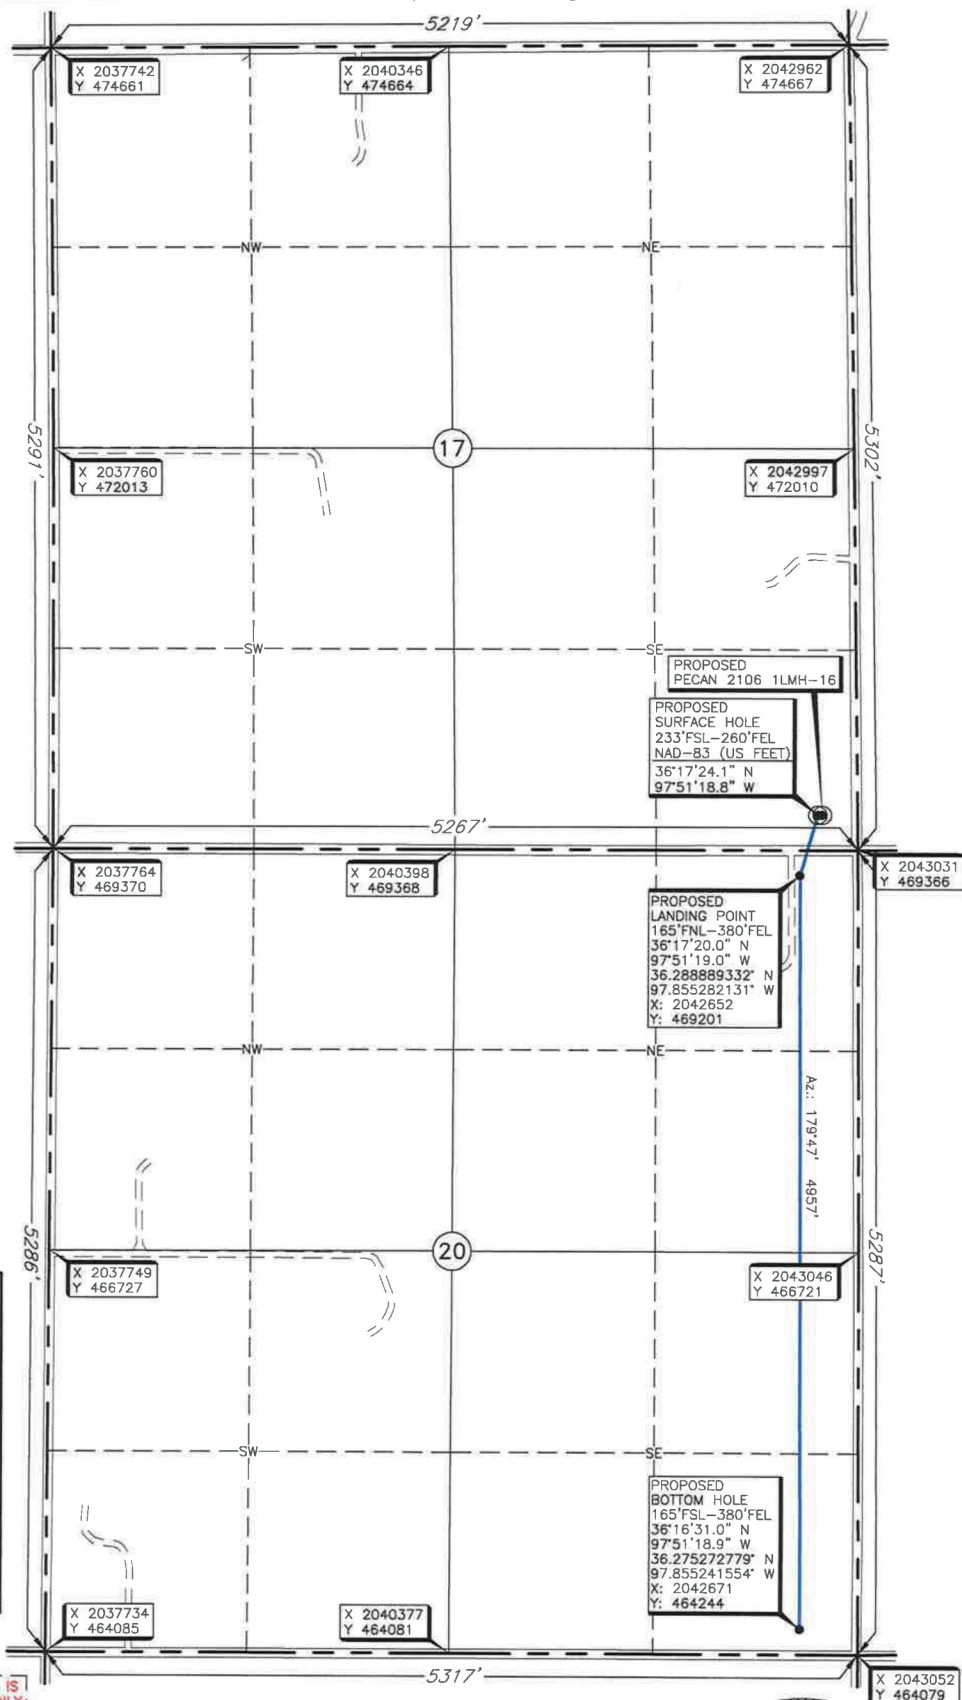 5219'
X 2037742
Y 474661
X 2040346
Y 474664
X 2042962
Y 474667
NW
NE
5291'
5302'
17
X 2037760
Y 472013
X 2042997
Y 472010
SW
SE
PROPOSED
PECAN 2106 1LMH-16
PROPOSED
SURFACE HOLE
233'FSL-260'FEL
NAD-83 (US FEET)
36°17'24.1" N
97°51'18.8" W
5267'
X 2037764
Y 469370
X 2040398
Y 469368
X 2043031
Y 469366
PROPOSED
LANDING POINT
165'FNL-380'FEL
36°17'20.0" N
97°51'19.0" W
36.288889332° N
97.855282131° W
X: 2042652
Y: 469201
NW
NE
Az.: 179°47' 4957'
5286'
5287'
20
X 2037749
Y 466727
X 2043046
Y 466721
SW
SE
PROPOSED
BOTTOM HOLE
165'FSL-380'FEL
36°16'31.0" N
97°51'18.9" W
36.275272779° N
97.855241554° W
X: 2042671
Y: 464244
X 2037734
Y 464085
X 2040377
Y 464081
5317'
X 2043052
Y 464079
IS